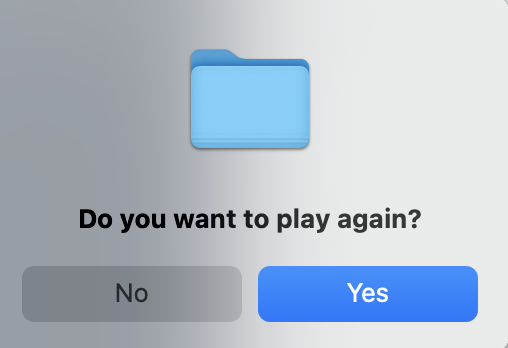 Do you want to play again?
No
Yes